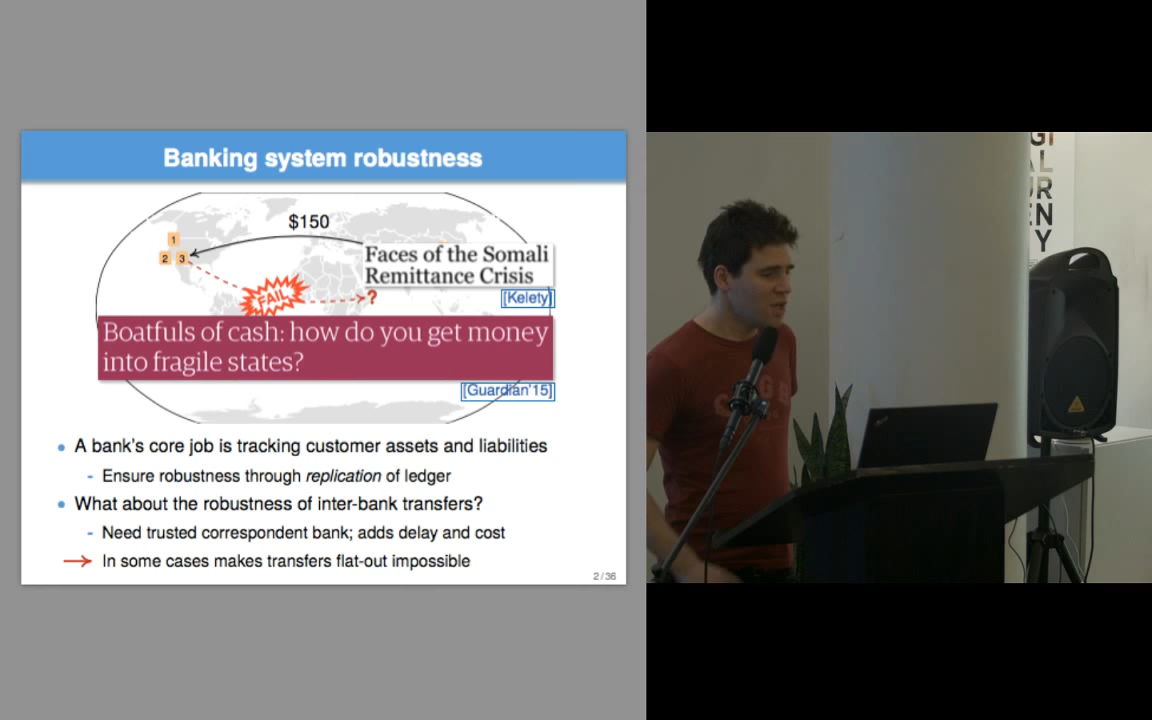 Banking system robustness
$150
1
2 3
Faces of the Somali
Remittance Crisis
[Kelety]
FAIL
?
Boatfuls of cash: how do you get money
into fragile states?
[Guardian'15]
• A bank's core job is tracking customer assets and liabilities
- Ensure robustness through replication of ledger
• What about the robustness of inter-bank transfers?
- Need trusted correspondent bank; adds delay and cost
→ In some cases makes transfers flat-out impossible
2 / 36